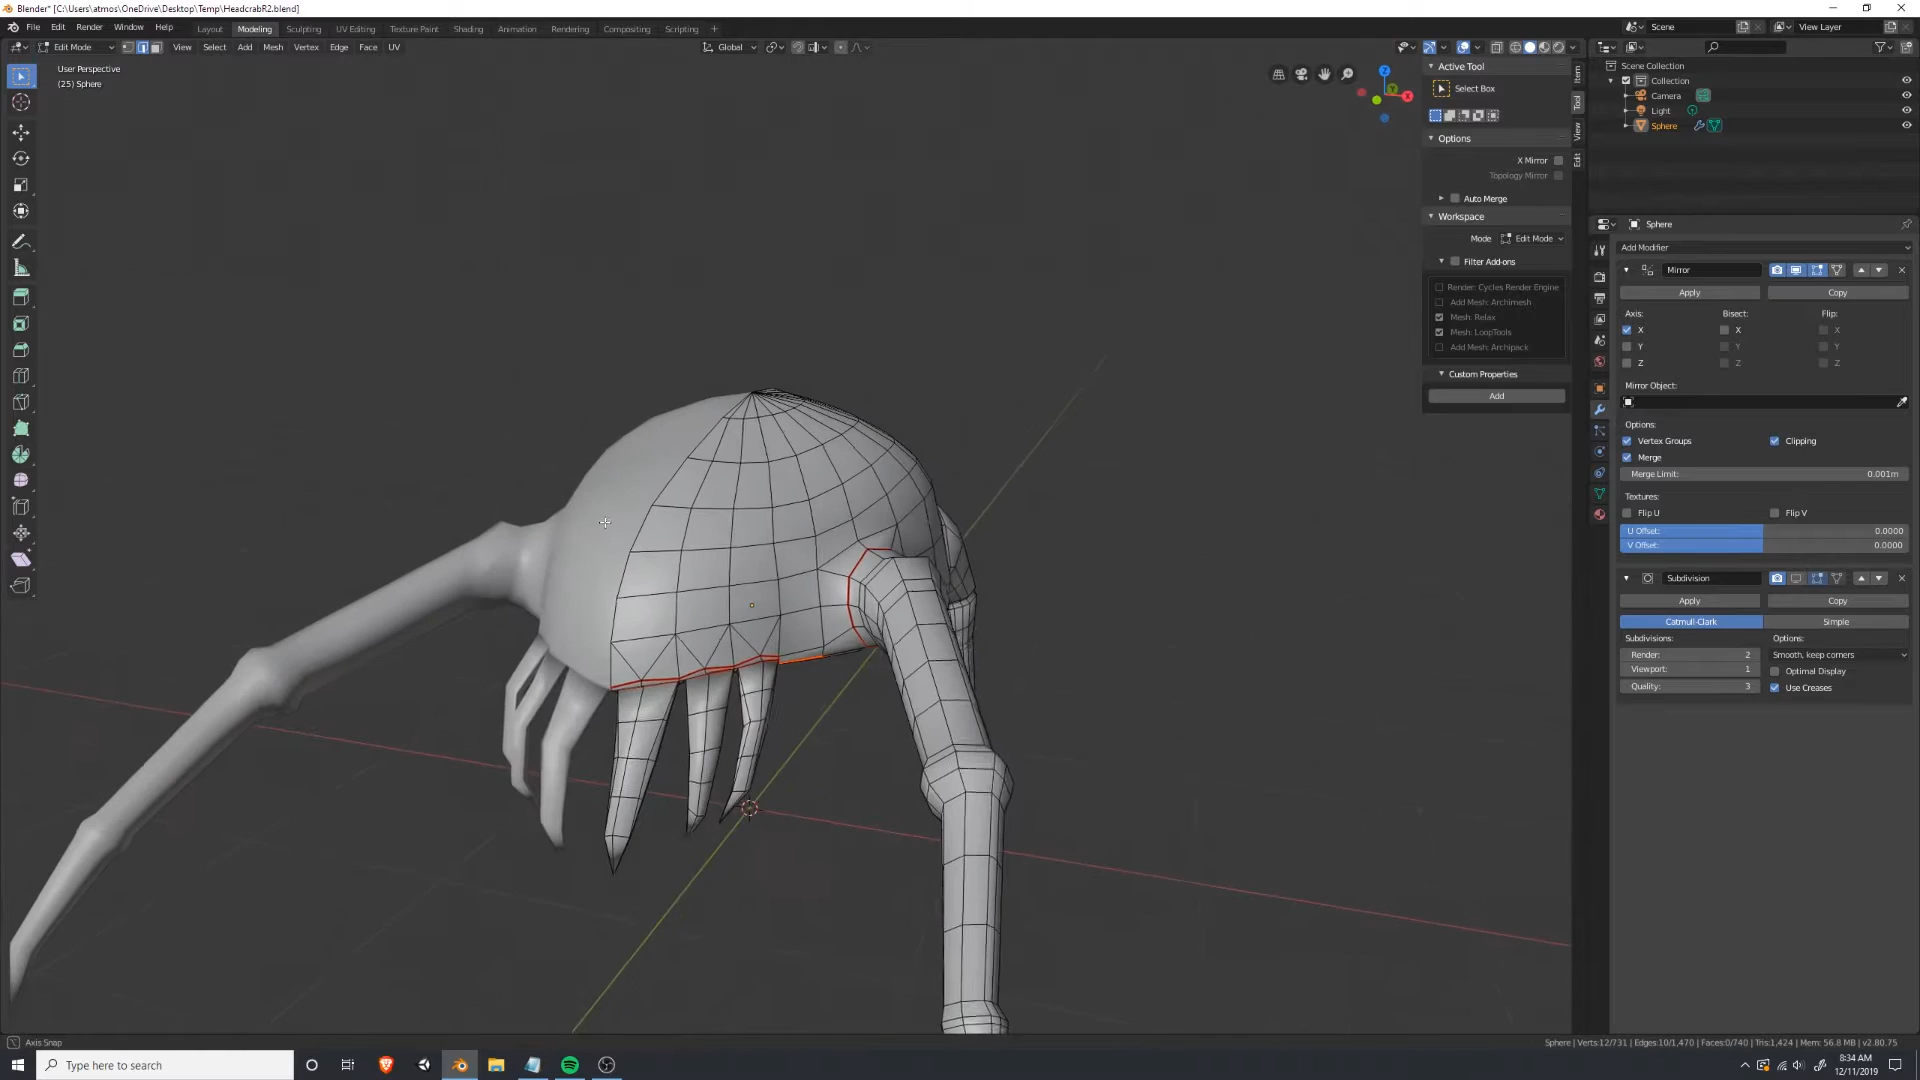 Blender* [C:\Users\atmos\OneDrive\Desktop\Temp\HeadcrabR2.blend]
File Edit Render Window Help Layout Modeling Sculpting UV Editing Texture Paint Shading Animation Rendering Compositing Scripting + Scene View Layer
Edit Mode View Select Add Mesh Vertex Edge Face UV Global
User Perspective
(25) Sphere
Active Tool
Select Box
Options
X Mirror
Topology Mirror
Auto Merge
Workspace
Mode Edit Mode
Filter Add-ons
Render: Cycles Render Engine
Add Mesh: Archimesh
Mesh: Relax
Mesh: LoopTools
Add Mesh: Archipack
Custom Properties
Add
Item
Tool
View
Edit
Scene Collection
Collection
Camera
Light
Sphere
Sphere
Add Modifier
Mirror
Apply Copy
Axis: Bisect: Flip:
X X X
Y Y Y
Z Z Z
Mirror Object:
Options:
Vertex Groups Clipping
Merge
Merge Limit: 0.001m
Textures:
Flip U Flip V
U Offset: 0.0000
V Offset: 0.0000
Subdivision
Apply Copy
Catmull-Clark Simple
Subdivisions: Options:
Render: 2 Smooth, keep corners
Viewport: 1 Optimal Display
Quality: 3 Use Creases
Axis Snap
Sphere | Verts:12/731 | Edges:10/1,470 | Faces:0/740 | Tris:1,424 | Mem: 56.8 MB | v2.80.75
Type here to search
8:34 AM
12/11/2019